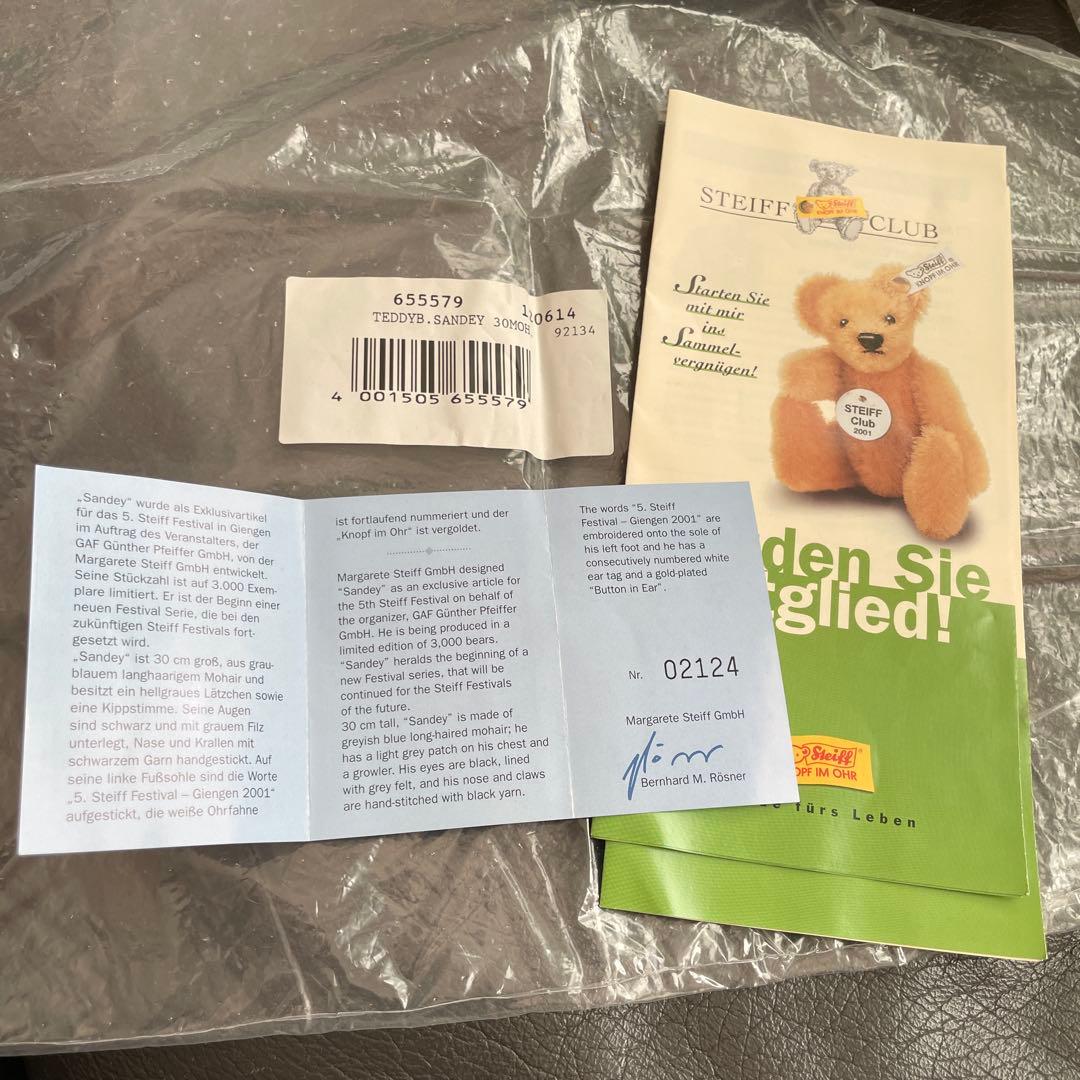 STEIFF CLUB
Steiff
KNOPF IM OHR
Steiff
KNOPF IM OHR
Starten Sie
mit mir
ins
Sammel-
vergnügen!
STEIFF
Club
2001
den Sie
glied!
Steiff
OPF IM OHR
fürs Leben
655579
0614
TEDDYB.SANDEY 30MOH
92134
4 001505 655579
„Sandey“ wurde als Exklusivartikel
für das 5. Steiff Festival in Giengen
im Auftrag des Veranstalters, der
GAF Günther Pfeiffer GmbH, von der
Margarete Steiff GmbH entwickelt.
Seine Stückzahl ist auf 3.000 Exem-
plare limitiert. Er ist der Beginn einer
neuen Festival Serie, die bei den
zukünftigen Steiff Festivals fort-
gesetzt wird.
„Sandey“ ist 30 cm groß, aus grau-
blauem langhaarigem Mohair und
besitzt ein hellgraues Lätzchen sowie
eine Kippstimme. Seine Augen
sind schwarz und mit grauem Filz
unterlegt, Nase und Krallen mit
schwarzem Garn handgestickt. Auf
seine linke Fußsohle sind die Worte
„5. Steiff Festival – Giengen 2001“
aufgestickt, die weiße Ohrfahne
ist fortlaufend nummeriert und der
„Knopf im Ohr“ ist vergoldet.
Margarete Steiff GmbH designed
“Sandey” as an exclusive article for
the 5th Steiff Festival on behalf of
the organizer, GAF Günther Pfeiffer
GmbH. He is being produced in a
limited edition of 3,000 bears.
“Sandey” heralds the beginning of a
new Festival series, that will be
continued for the Steiff Festivals
of the future.
30 cm tall, “Sandey” is made of
greyish blue long-haired mohair; he
has a light grey patch on his chest and
a growler. His eyes are black, lined
with grey felt, and his nose and claws
are hand-stitched with black yarn.
The words “5. Steiff
Festival – Giengen 2001” are
embroidered onto the sole of
his left foot and he has a
consecutively numbered white
ear tag and a gold-plated
“Button in Ear”.
Nr. 02124
Margarete Steiff GmbH
Bernhard M. Rösner